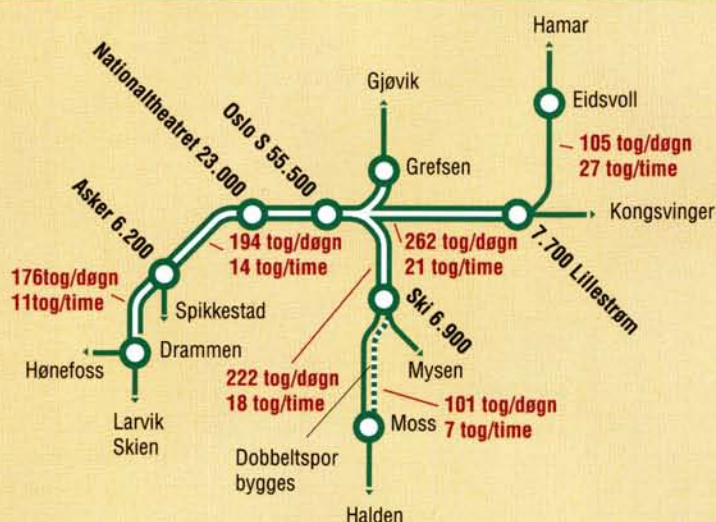 Hamar
Gjøvik
Eidsvoll
Nationaltheatret 23.000
Oslo S 55.500
105 tog/døgn
27 tog/time
Grefsen
Asker 6.200
Kongsvinger
194 tog/døgn
14 tog/time
262 tog/døgn
21 tog/time
7.700 Lillestrøm
176tog/døgn
11tog/time
Spikkestad
Ski 6.900
Drammen
Hønefoss
Mysen
222 tog/døgn
18 tog/time
101 tog/døgn
7 tog/time
Larvik
Skien
Moss
Dobbeltspor
bygges
Halden